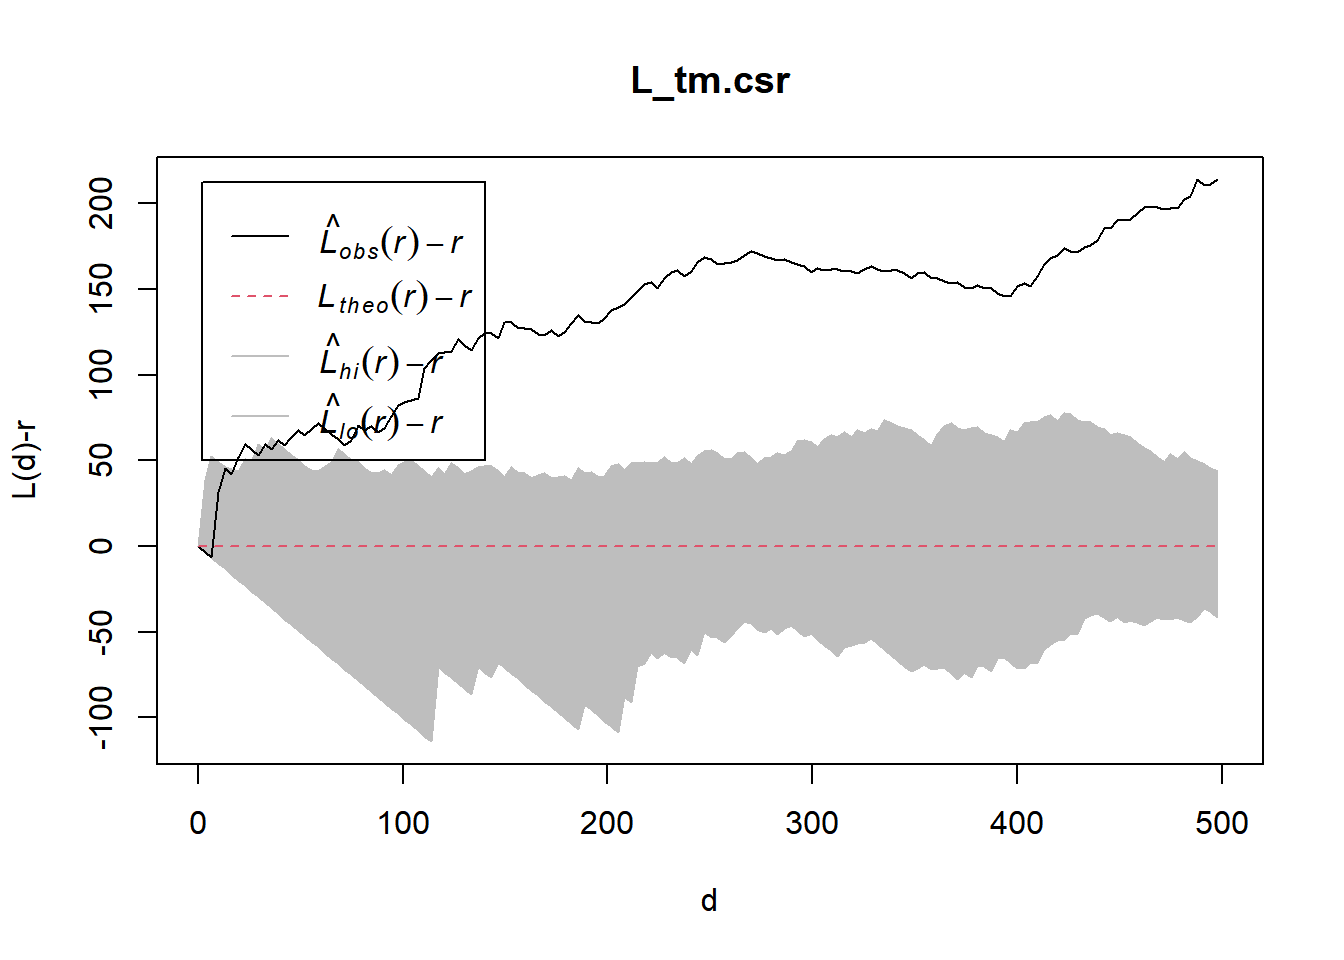 L_tm.csr
L̂obs(r) − r
Ltheo(r) − r
L̂hi(r) − r
L̂lo(r) − r
L(d)-r
200
150
100
50
0
-50
-100
0 100 200 300 400 500
d